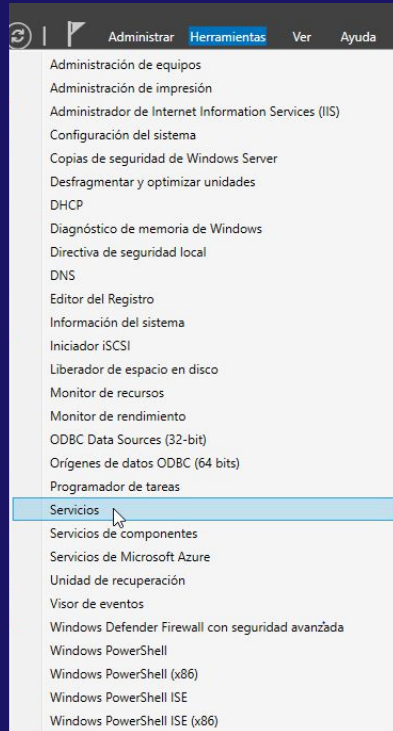 Administrar Herramientas Ver Ayuda
Administración de equipos
Administración de impresión
Administrador de Internet Information Services (IIS)
Configuración del sistema
Copias de seguridad de Windows Server
Desfragmentar y optimizar unidades
DHCP
Diagnóstico de memoria de Windows
Directiva de seguridad local
DNS
Editor del Registro
Información del sistema
Iniciador iSCSI
Liberador de espacio en disco
Monitor de recursos
Monitor de rendimiento
ODBC Data Sources (32-bit)
Orígenes de datos ODBC (64 bits)
Programador de tareas
Servicios
Servicios de componentes
Servicios de Microsoft Azure
Unidad de recuperación
Visor de eventos
Windows Defender Firewall con seguridad avanzada
Windows PowerShell
Windows PowerShell (x86)
Windows PowerShell ISE
Windows PowerShell ISE (x86)